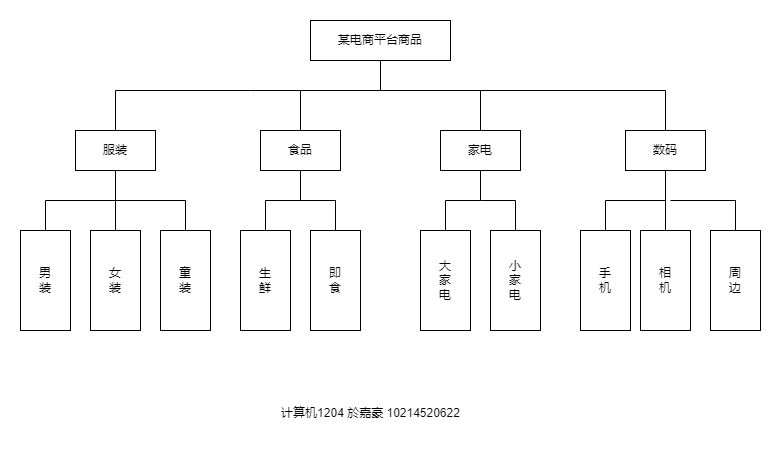 某电商平台商品
服装
食品
家电
数码
男装
女装
童装
生鲜
即食
大家电
小家电
手机
相机
周边
计算机1204 於嘉豪 10214520622